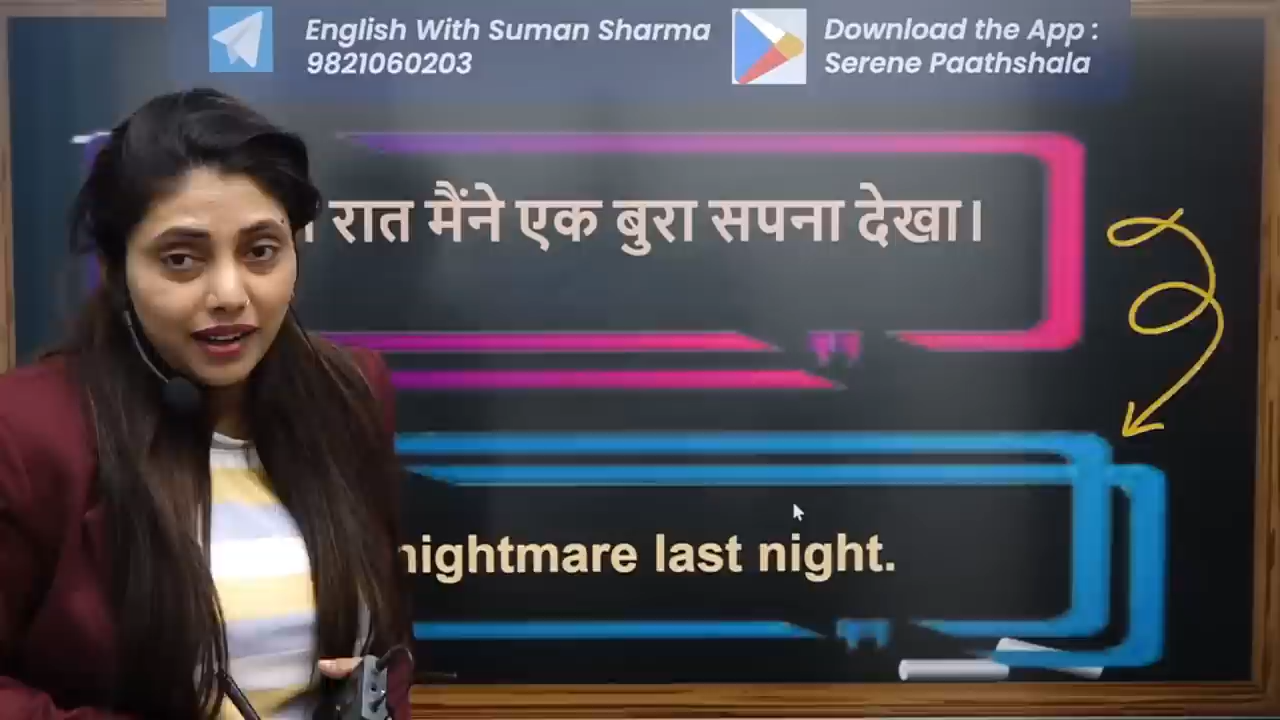 English With Suman Sharma
9821060203
Download the App :
Serene Paathshala
रात मैंने एक बुरा सपना देखा।
nightmare last night.